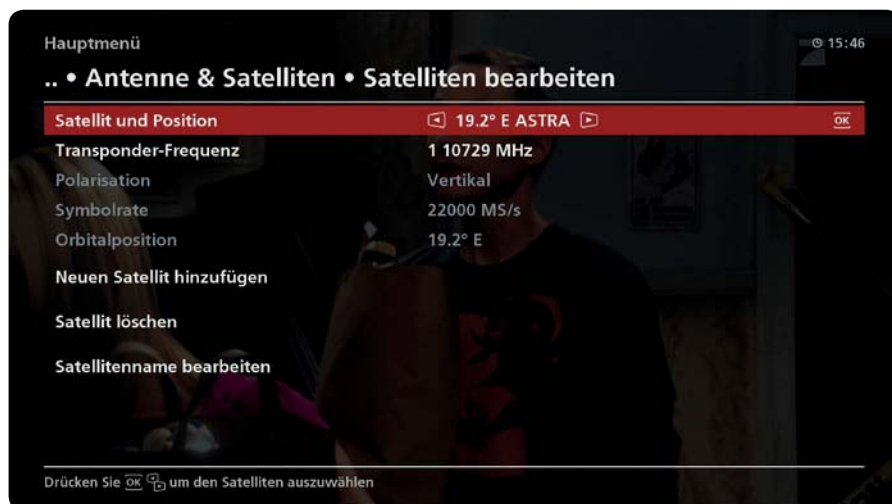 Hauptmenü
15:46
.. • Antenne & Satelliten • Satelliten bearbeiten
Satellit und Position 19.2° E ASTRA OK
Transponder-Frequenz 1 10729 MHz
Polarisation Vertikal
Symbolrate 22000 MS/s
Orbitalposition 19.2° E
Neuen Satellit hinzufügen
Satellit löschen
Satellitenname bearbeiten
Drücken Sie OK um den Satelliten auszuwählen